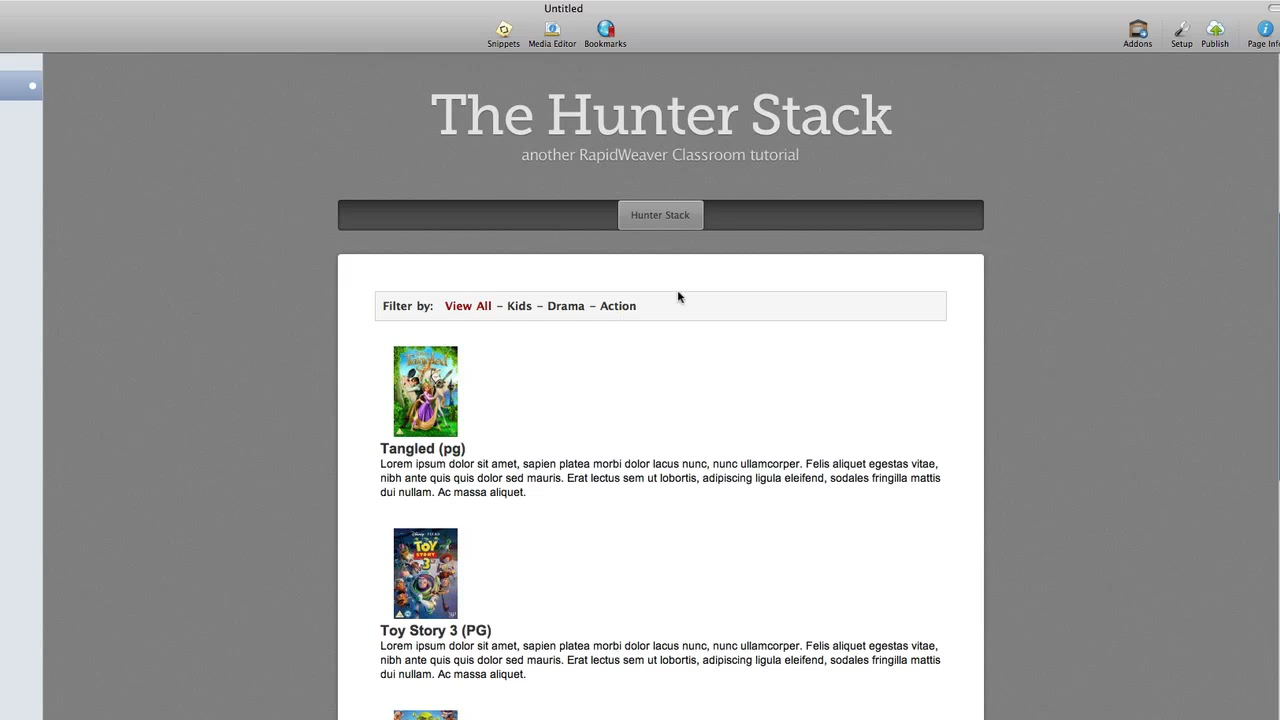 Untitled
Snippets Media Editor Bookmarks Addons Setup Publish Page Info
The Hunter Stack
another RapidWeaver Classroom tutorial
Hunter Stack
Filter by: View All - Kids - Drama - Action
Tangled
Tangled (pg)
Lorem ipsum dolor sit amet, sapien platea morbi dolor lacus nunc, nunc ullamcorper. Felis aliquet egestas vitae,
nibh ante quis quis dolor sed mauris. Erat lectus sem ut lobortis, adipiscing ligula eleifend, sodales fringilla mattis
dui nullam. Ac massa aliquet.
TOY
STORY
3
Toy Story 3 (PG)
Lorem ipsum dolor sit amet, sapien platea morbi dolor lacus nunc, nunc ullamcorper. Felis aliquet egestas vitae,
nibh ante quis quis dolor sed mauris. Erat lectus sem ut lobortis, adipiscing ligula eleifend, sodales fringilla mattis
dui nullam. Ac massa aliquet.